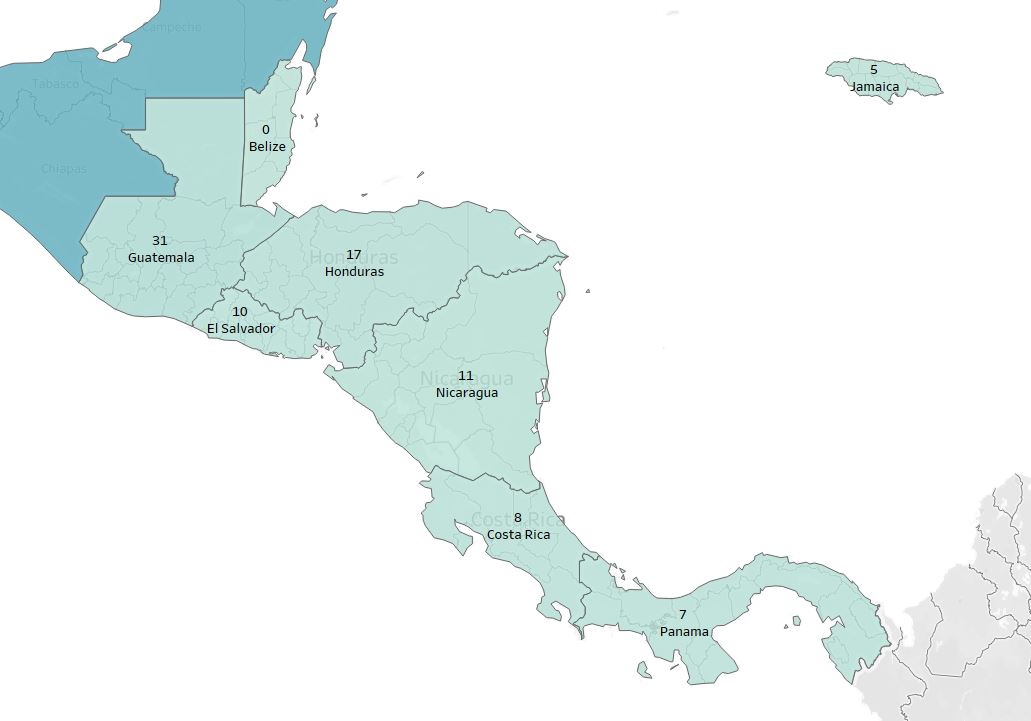 Campeche
5
Jamaica
Tabasco
0
Belize
Chiapas
31
Guatemala
17
Honduras
Honduras
10
El Salvador
11
Nicaragua
Nicaragua
8
Costa Rica
Costa Rica
7
Panama